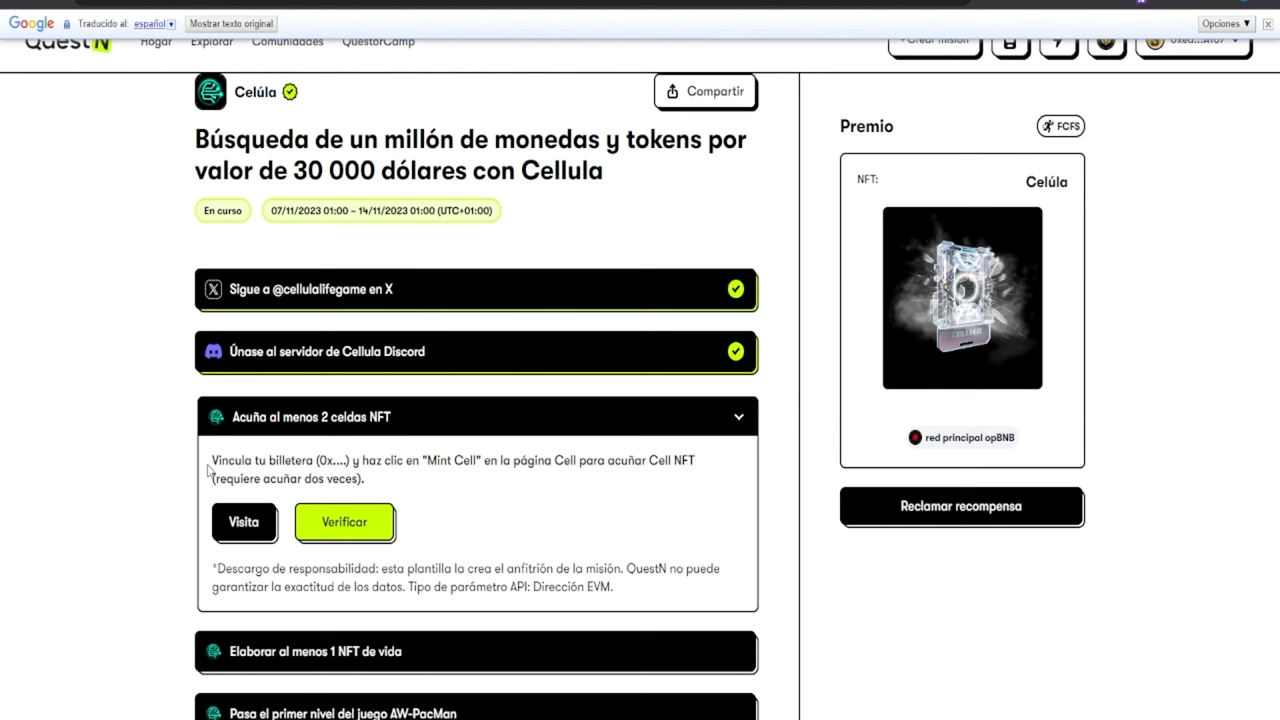 Google Traducido al: español ▼ Mostrar texto original Opciones ▼
QuestN Hogar Explorar Comunidades QuestorCamp + Crear misión
Celúla
Compartir
Búsqueda de un millón de monedas y tokens por
valor de 30 000 dólares con Cellula
En curso 07/11/2023 01:00 ~ 14/11/2023 01:00 (UTC+01:00)
Sigue a @cellulalifegame en X
Únase al servidor de Cellula Discord
Acuña al menos 2 celdas NFT
Vincula tu billetera (0x....) y haz clic en "Mint Cell" en la página Cell para acuñar Cell NFT
(requiere acuñar dos veces).
Visita Verificar
*Descargo de responsabilidad: esta plantilla la crea el anfitrión de la misión. QuestN no puede
garantizar la exactitud de los datos. Tipo de parámetro API: Dirección EVM.
Elaborar al menos 1 NFT de vida
Pasa el primer nivel del juego AW-PacMan
Premio FCFS
NFT: Celúla
red principal opBNB
Reclamar recompensa